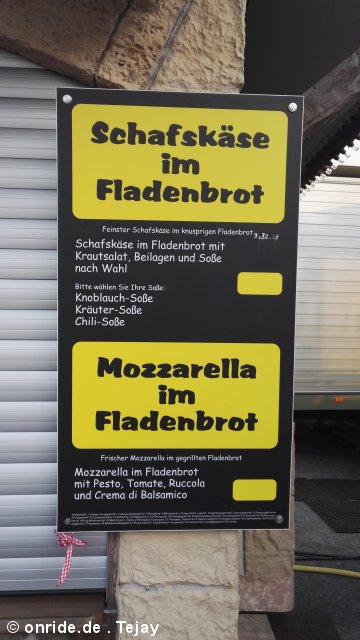 Schafskäse
im
Fladenbrot
Feinster Schafskäse im knusprigen Fladenbrot
Schafskäse im Fladenbrot mit
Krautsalat, Beilagen und Soße
nach Wahl
Bitte wählen Sie Ihre Soße:
Knoblauch-Soße
Kräuter-Soße
Chili-Soße
Mozzarella
im
Fladenbrot
Frischer Mozzarella im gegrillten Fladenbrot
Mozzarella im Fladenbrot
mit Pesto, Tomate, Ruccola
und Crema di Balsamico
© onride.de . Tejay